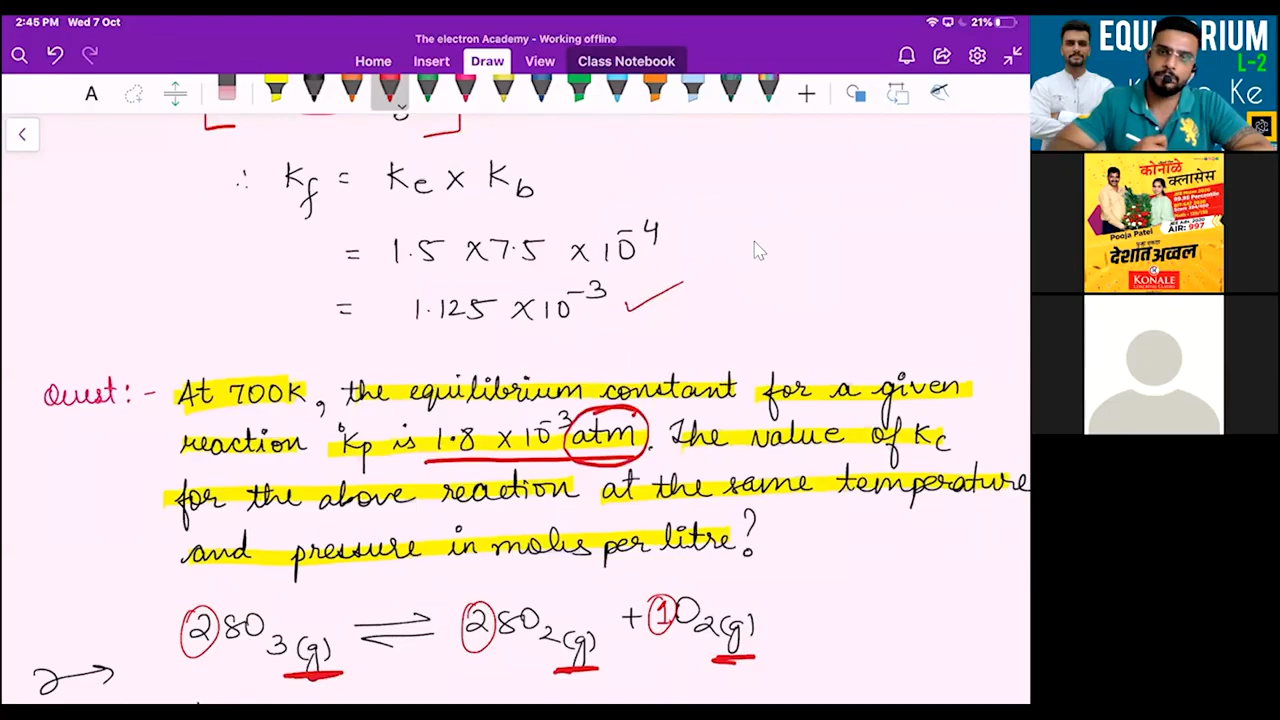 2:45 PM Wed 7 Oct
21%
The electron Academy - Working offline
Home Insert Draw View Class Notebook
A
∴ Kf = Ke × Kb
= 1.5 × 7.5 × 10⁻⁴
= 1.125 × 10⁻³
Quest:- At 700K, the equilibrium constant for a given
reaction Kp is 1.8 × 10⁻³ atm. The value of Kc
for the above reaction at the same temperature
and pressure in moles per litre?
2SO₃(g) ⇌ 2SO₂(g) + 1O₂(g)
EQUILIBRIUM
L-2
Ke
कोनाळे
क्लासेस
Pooja Patel
AIR: 997
देशात अव्वल
KONALE